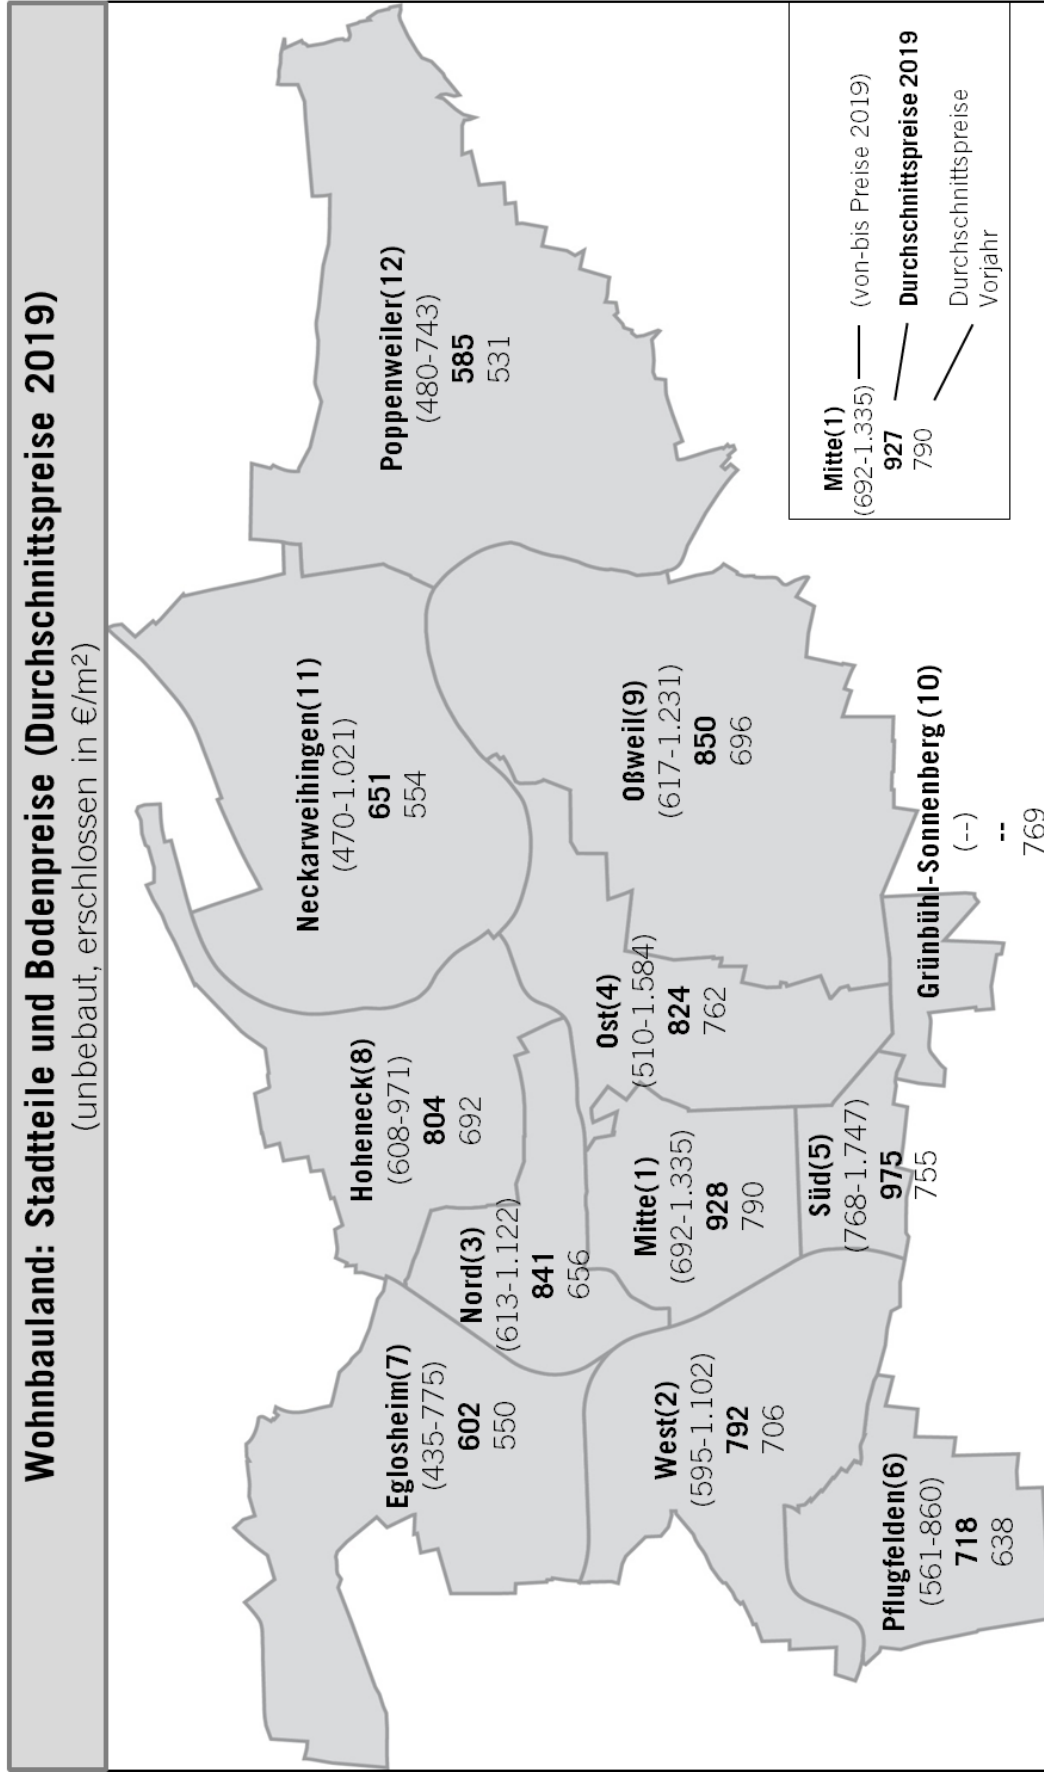 Wohnbauland: Stadtteile und Bodenpreise (Durchschnittspreise 2019)
(unbebaut, erschlossen in €/m²)
Neckarweihingen(11)
(470-1.021)
651
554
Poppenweiler(12)
(480-743)
585
531
Hoheneck(8)
(608-971)
804
692
Eglosheim(7)
(435-775)
602
550
Nord(3)
(613-1.122)
841
656
Ost(4)
(510-1.584)
824
762
Oßweil(9)
(617-1.231)
850
696
Mitte(1)
(692-1.335)
928
790
West(2)
(595-1.102)
792
706
Süd(5)
(768-1.747)
975
755
Pflugfelden(6)
(561-860)
718
638
Grünbühl-Sonnenberg(10)
(--)
--
769
Mitte(1)
(692-1.335) (von-bis Preise 2019)
927 Durchschnittspreise 2019
790 Durchschnittspreise
Vorjahr